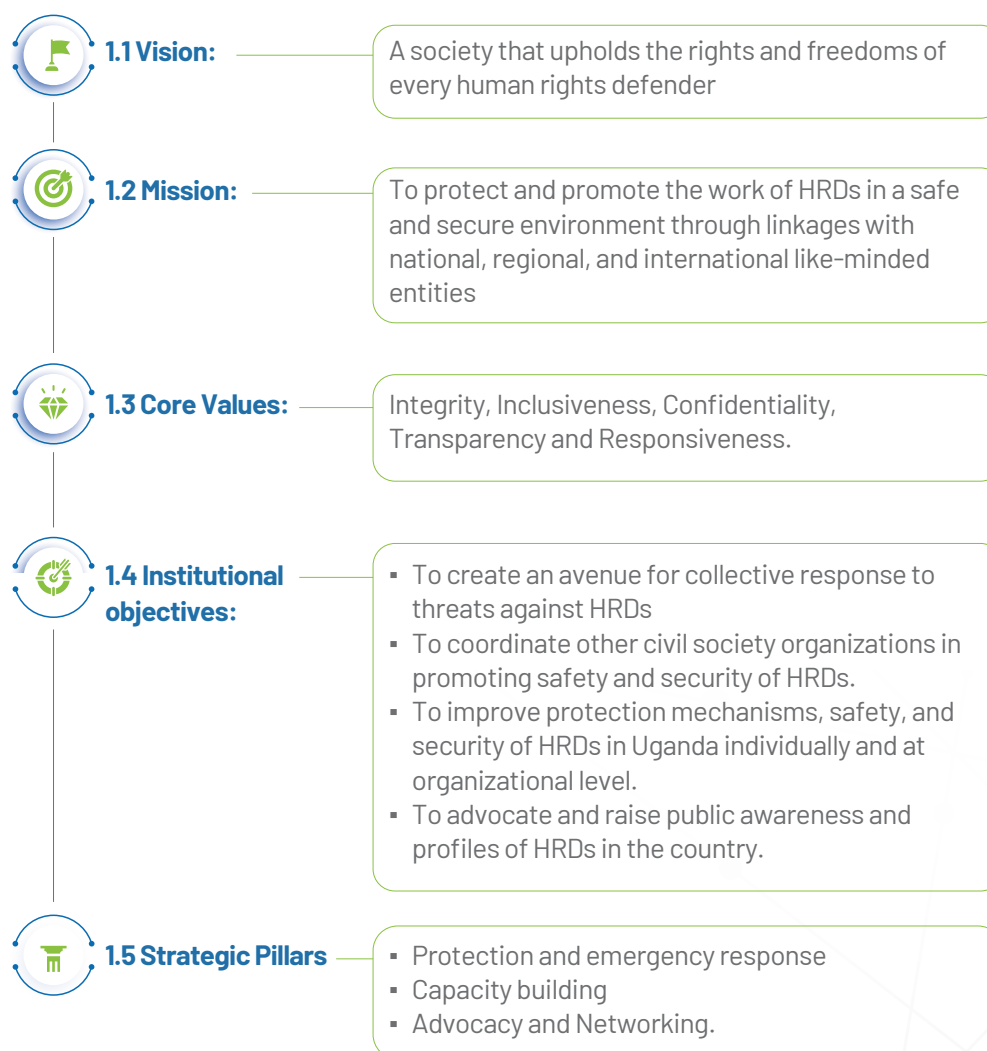 1.1 Vision:
A society that upholds the rights and freedoms of
every human rights defender
1.2 Mission:
To protect and promote the work of HRDs in a safe
and secure environment through linkages with
national, regional, and international like-minded
entities
1.3 Core Values:
Integrity, Inclusiveness, Confidentiality,
Transparency and Responsiveness.
1.4 Institutional
objectives:
▪ To create an avenue for collective response to
threats against HRDs
▪ To coordinate other civil society organizations in
promoting safety and security of HRDs.
▪ To improve protection mechanisms, safety, and
security of HRDs in Uganda individually and at
organizational level.
▪ To advocate and raise public awareness and
profiles of HRDs in the country.
1.5 Strategic Pillars
▪ Protection and emergency response
▪ Capacity building
▪ Advocacy and Networking.